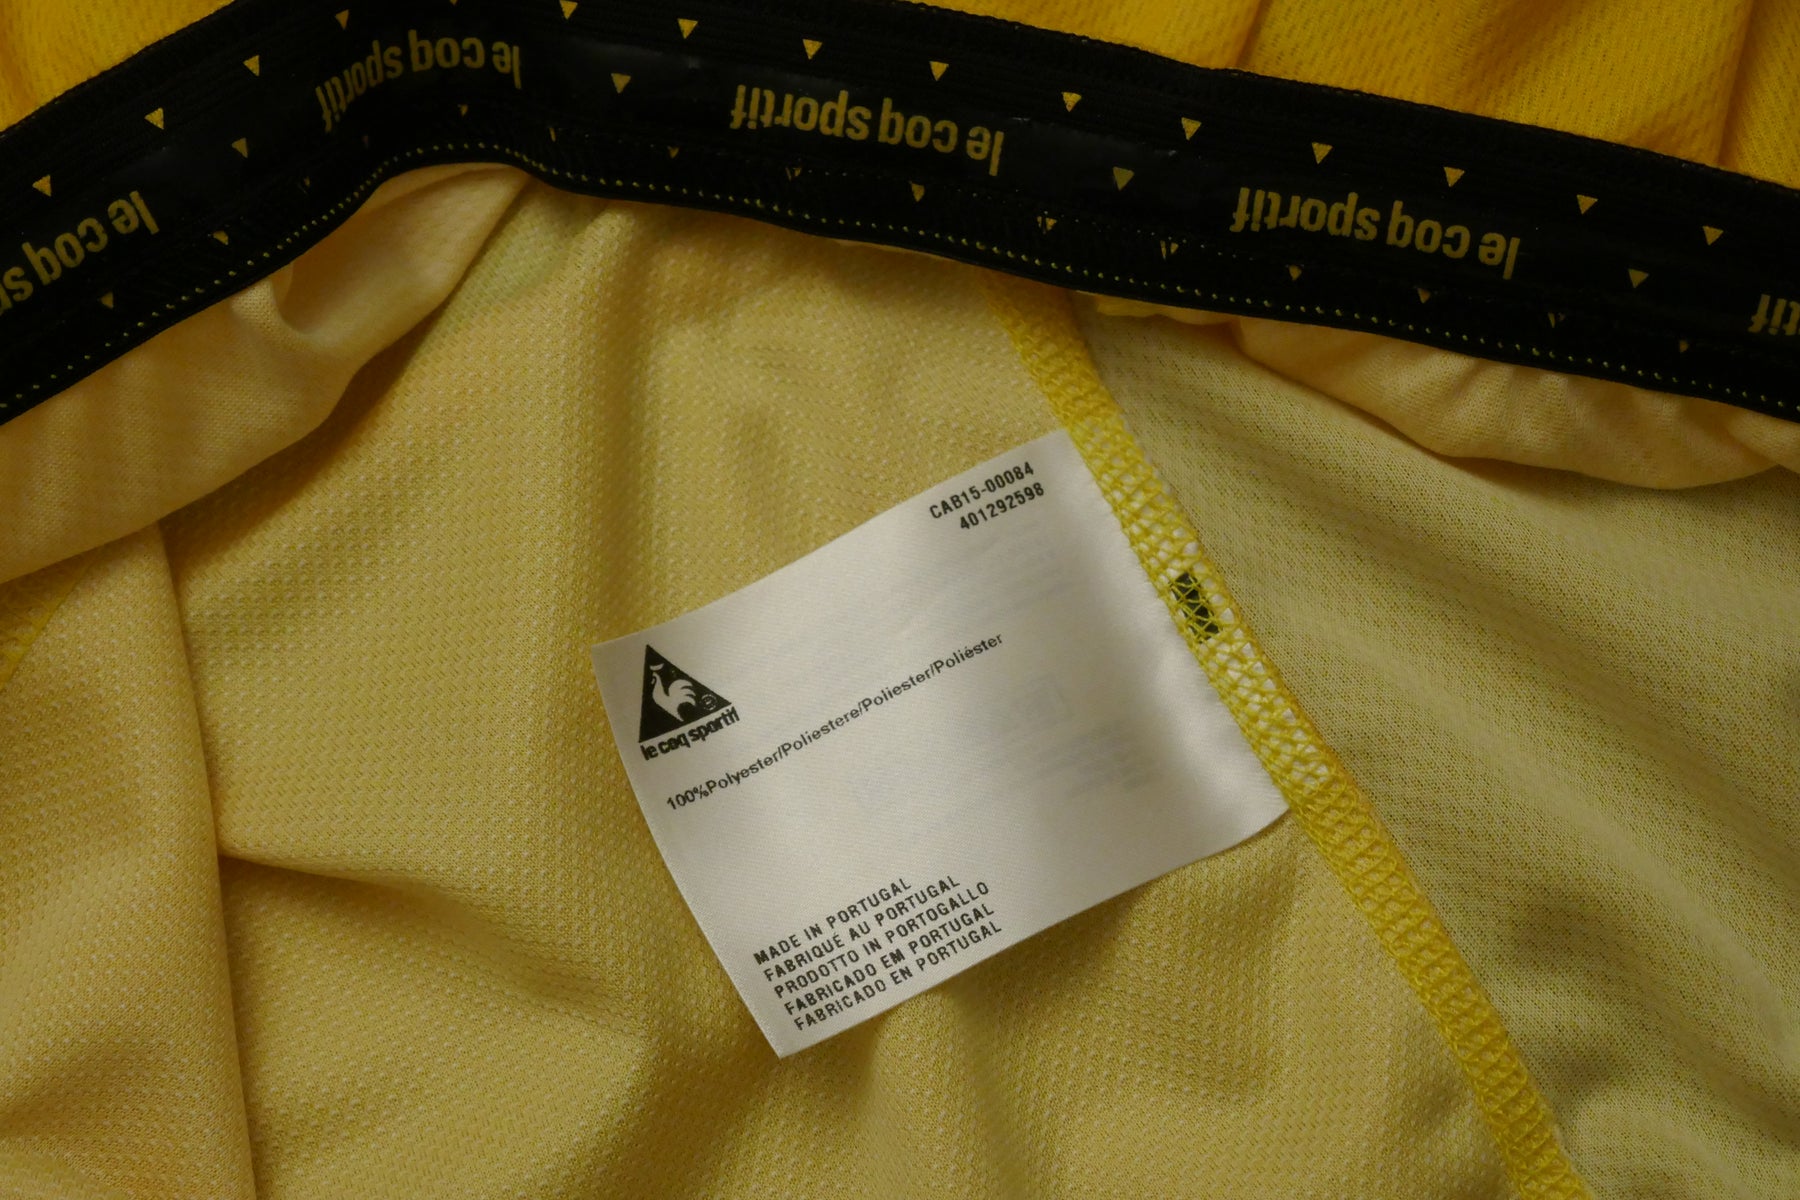 le coq sportif
le coq sportif
le coq sportif
le coq
CAB15-00084
401292598
le coq sportif
100%Polyester/Poliestere/Poliester/Poliéster
MADE IN PORTUGAL
FABRIQUÉ AU PORTUGAL
PRODOTTO IN PORTOGALLO
FABRICADO EM PORTUGAL
FABRICADO EN PORTUGAL